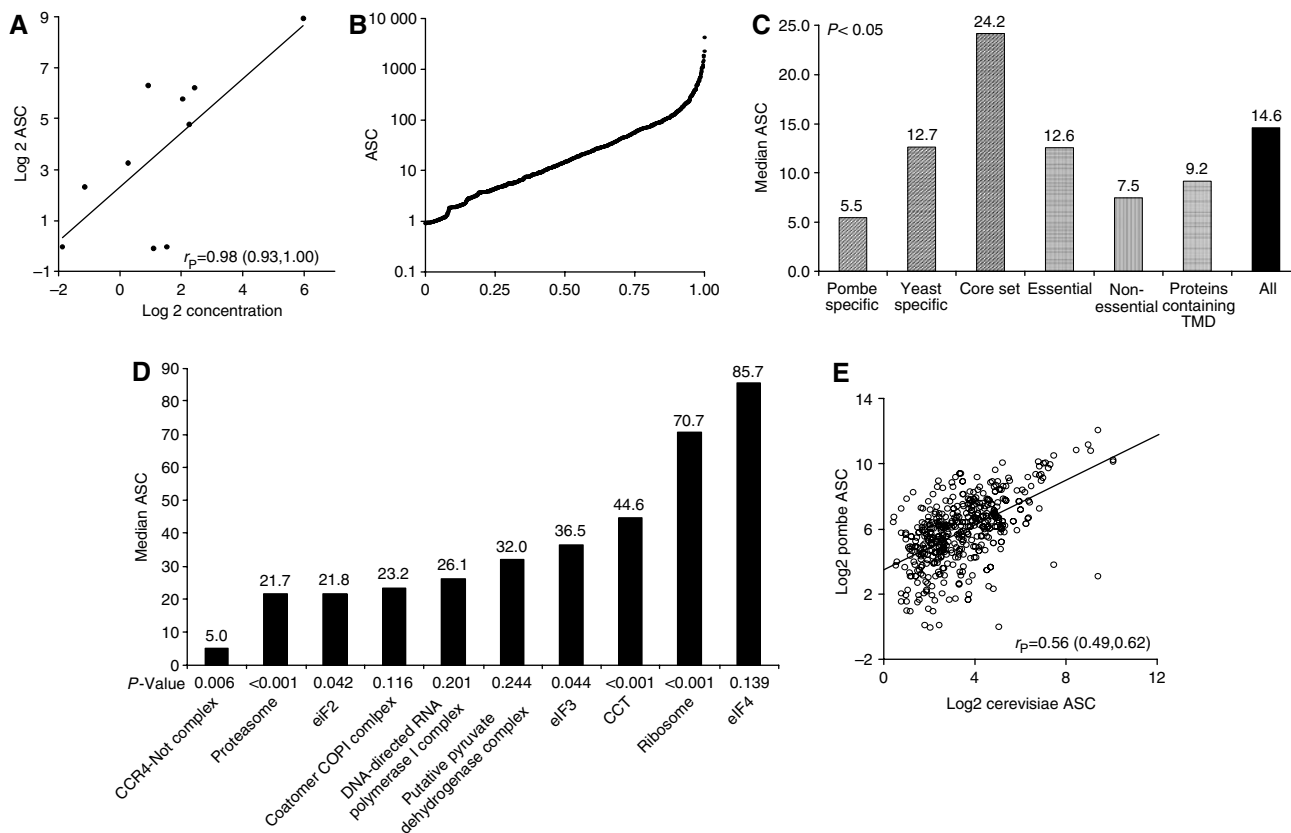 A
9
7
5
3
1
−1
−2
0
2
4
6
Log 2 ASC
Log 2 concentration
rP=0.98 (0.93,1.00)
B
10 000
1000
100
10
1
0.1
0
0.25
0.50
0.75
1.00
ASC
C
P< 0.05
25.0
20.0
15.0
10.0
5.0
0.0
Median ASC
5.5
12.7
24.2
12.6
7.5
9.2
14.6
Pombe
specific
Yeast
specific
Core set
Essential
Non-
essential
Proteins
containing
TMD
All
D
90
80
70
60
50
40
30
20
10
0
Median ASC
5.0
21.7
21.8
23.2
26.1
32.0
36.5
44.6
70.7
85.7
P-Value
0.006
<0.001
0.042
0.116
0.201
0.244
0.044
<0.001
<0.001
0.139
CCR4-Not complex
Proteasome
eIF2
Coatomer COPI comlpex
DNA-directed RNA
polymerase I complex
Putative pyruvate
dehydrogenase complex
eIF3
CCT
Ribosome
eIF4
E
14
10
6
2
−2
0
4
8
12
Log2 pombe ASC
Log2 cerevisiae ASC
rP=0.56 (0.49,0.62)